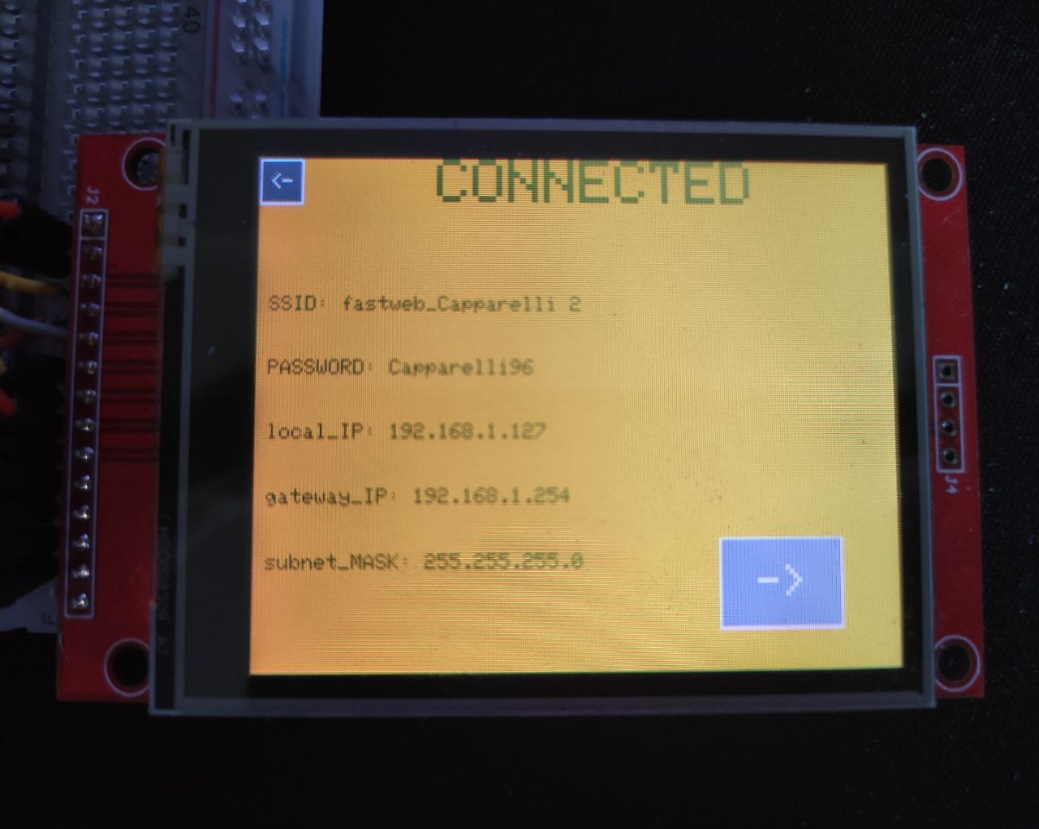 40
J2
<-
CONNECTED
SSID: fastweb_Capparelli 2
PASSWORD: Capparelli96
local_IP: 192.168.1.127
gateway_IP: 192.168.1.254
subnet_MASK: 255.255.255.0
->
J4